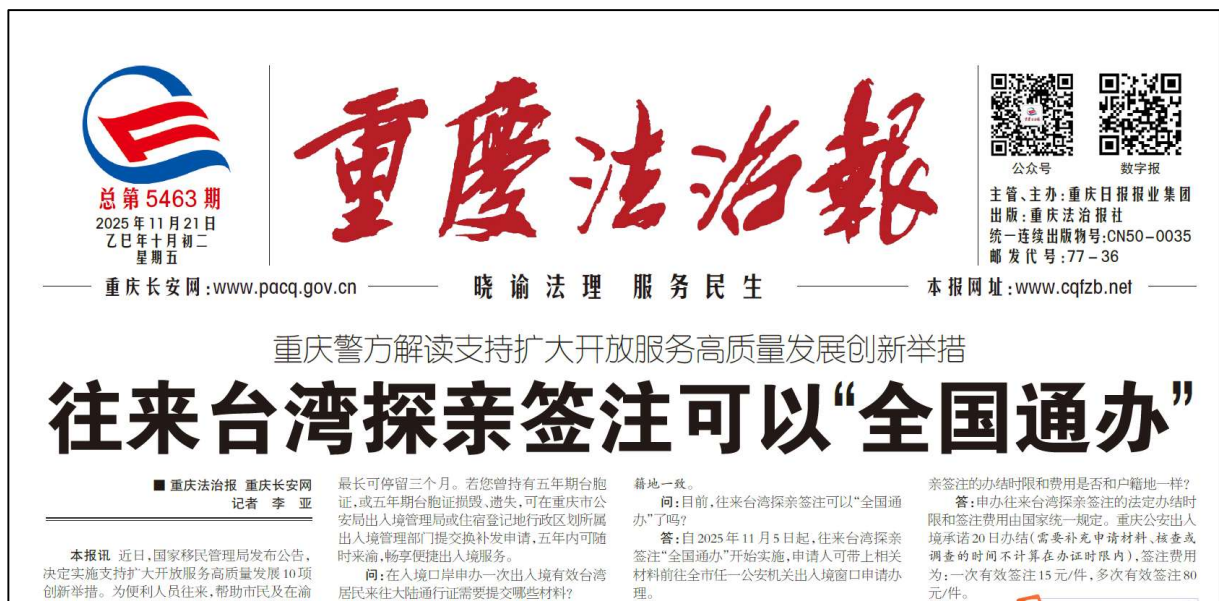 重慶法治報
总第5463期
2025年11月21日
乙巳年十月初二
星期五
公众号
数字报
主管、主办:重庆日报报业集团
出版:重庆法治报社
统一连续出版物号:CN50-0035
邮发代号:77-36
重庆长安网:www.pacq.gov.cn
晓谕法理 服务民生
本报网址:www.cqfzb.net
重庆警方解读支持扩大开放服务高质量发展创新举措
往来台湾探亲签注可以“全国通办”
■ 重庆法治报 重庆长安网
记者 李 亚
本报讯 近日,国家移民管理局发布公告,
决定实施支持扩大开放服务高质量发展10项
创新举措。为便利人员往来,帮助市民及在渝
最长可停留三个月。若您曾持有五年期台胞
证,或五年期台胞证损毁、遗失,可在重庆市公
安局出入境管理局或住宿登记地行政区划所属
出入境管理部门提交换补发申请,五年内可随
时来渝,畅享便捷出入境服务。
问:在入境口岸申办一次出入境有效台湾
居民来往大陆通行证需要提交哪些材料?
籍地一致。
问:目前,往来台湾探亲签注可以“全国通
办”了吗?
答:自2025年11月5日起,往来台湾探亲
签注“全国通办”开始实施,申请人可带上相关
材料前往全市任一公安机关出入境窗口申请办
理。
亲签注的办结时限和费用是否和户籍地一样?
答:申办往来台湾探亲签注的法定办结时
限和签注费用由国家统一规定。重庆公安出入
境承诺20日办结(需要补充申请材料、核查或
调查的时间不计算在办证时限内),签注费用
为:一次有效签注15元/件,多次有效签注80
元/件。